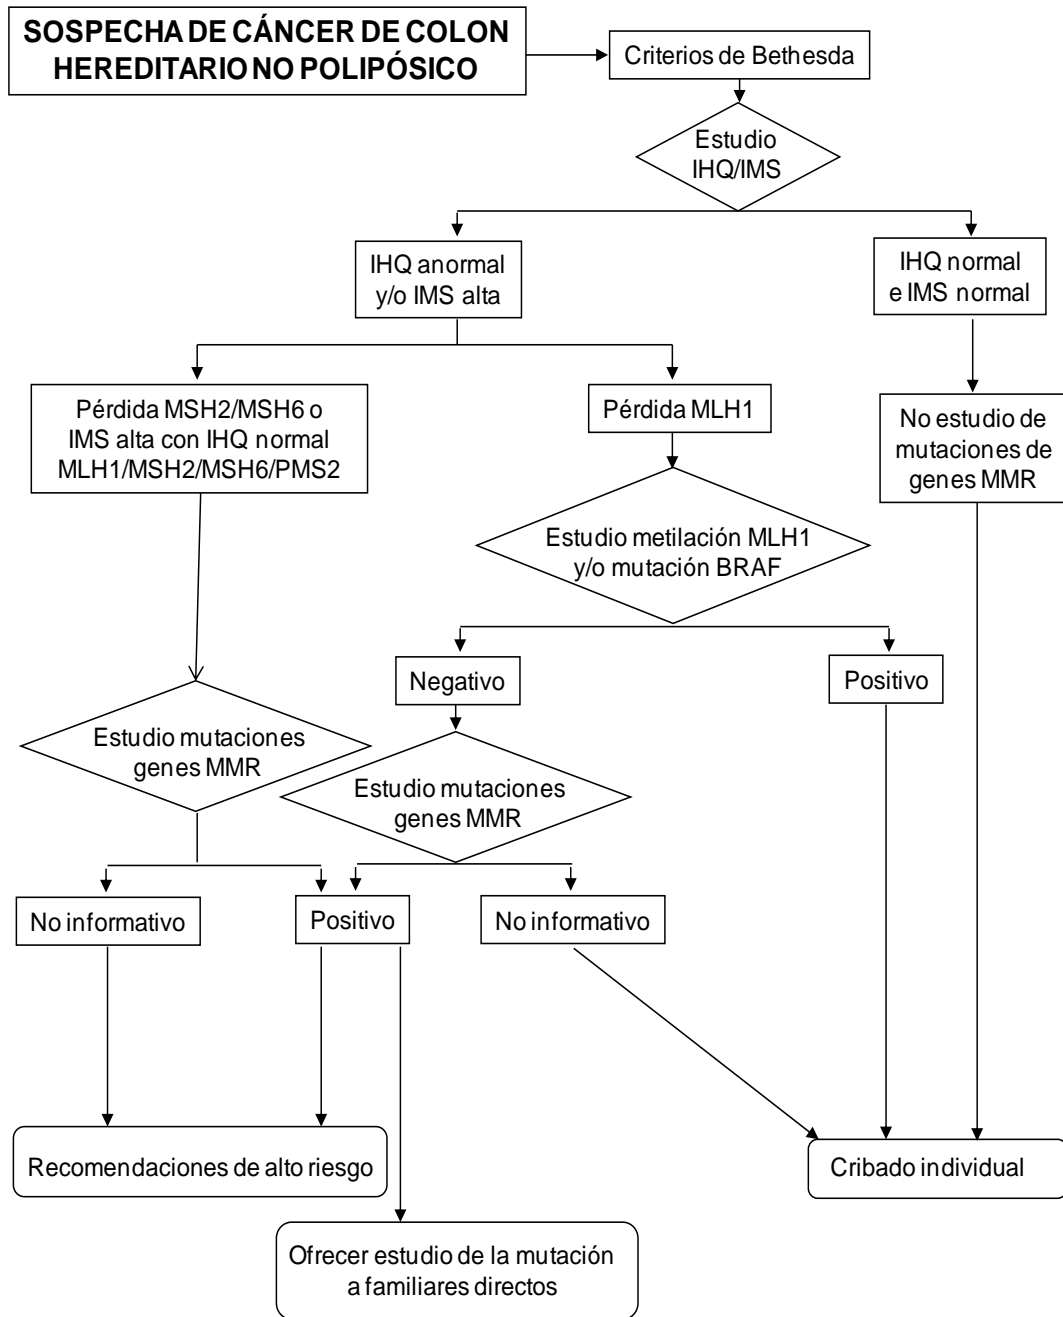 SOSPECHA DE CÁNCER DE COLON
HEREDITARIO NO POLIPÓSICO
Criterios de Bethesda
Estudio
IHQ/IMS
IHQ anormal
y/o IMS alta
IHQ normal
e IMS normal
Pérdida MSH2/MSH6 o
IMS alta con IHQ normal
MLH1/MSH2/MSH6/PMS2
Pérdida MLH1
No estudio de
mutaciones de
genes MMR
Estudio metilación MLH1
y/o mutación BRAF
Negativo
Positivo
Estudio mutaciones
genes MMR
Estudio mutaciones
genes MMR
No informativo
Positivo
No informativo
Recomendaciones de alto riesgo
Cribado individual
Ofrecer estudio de la mutación
a familiares directos